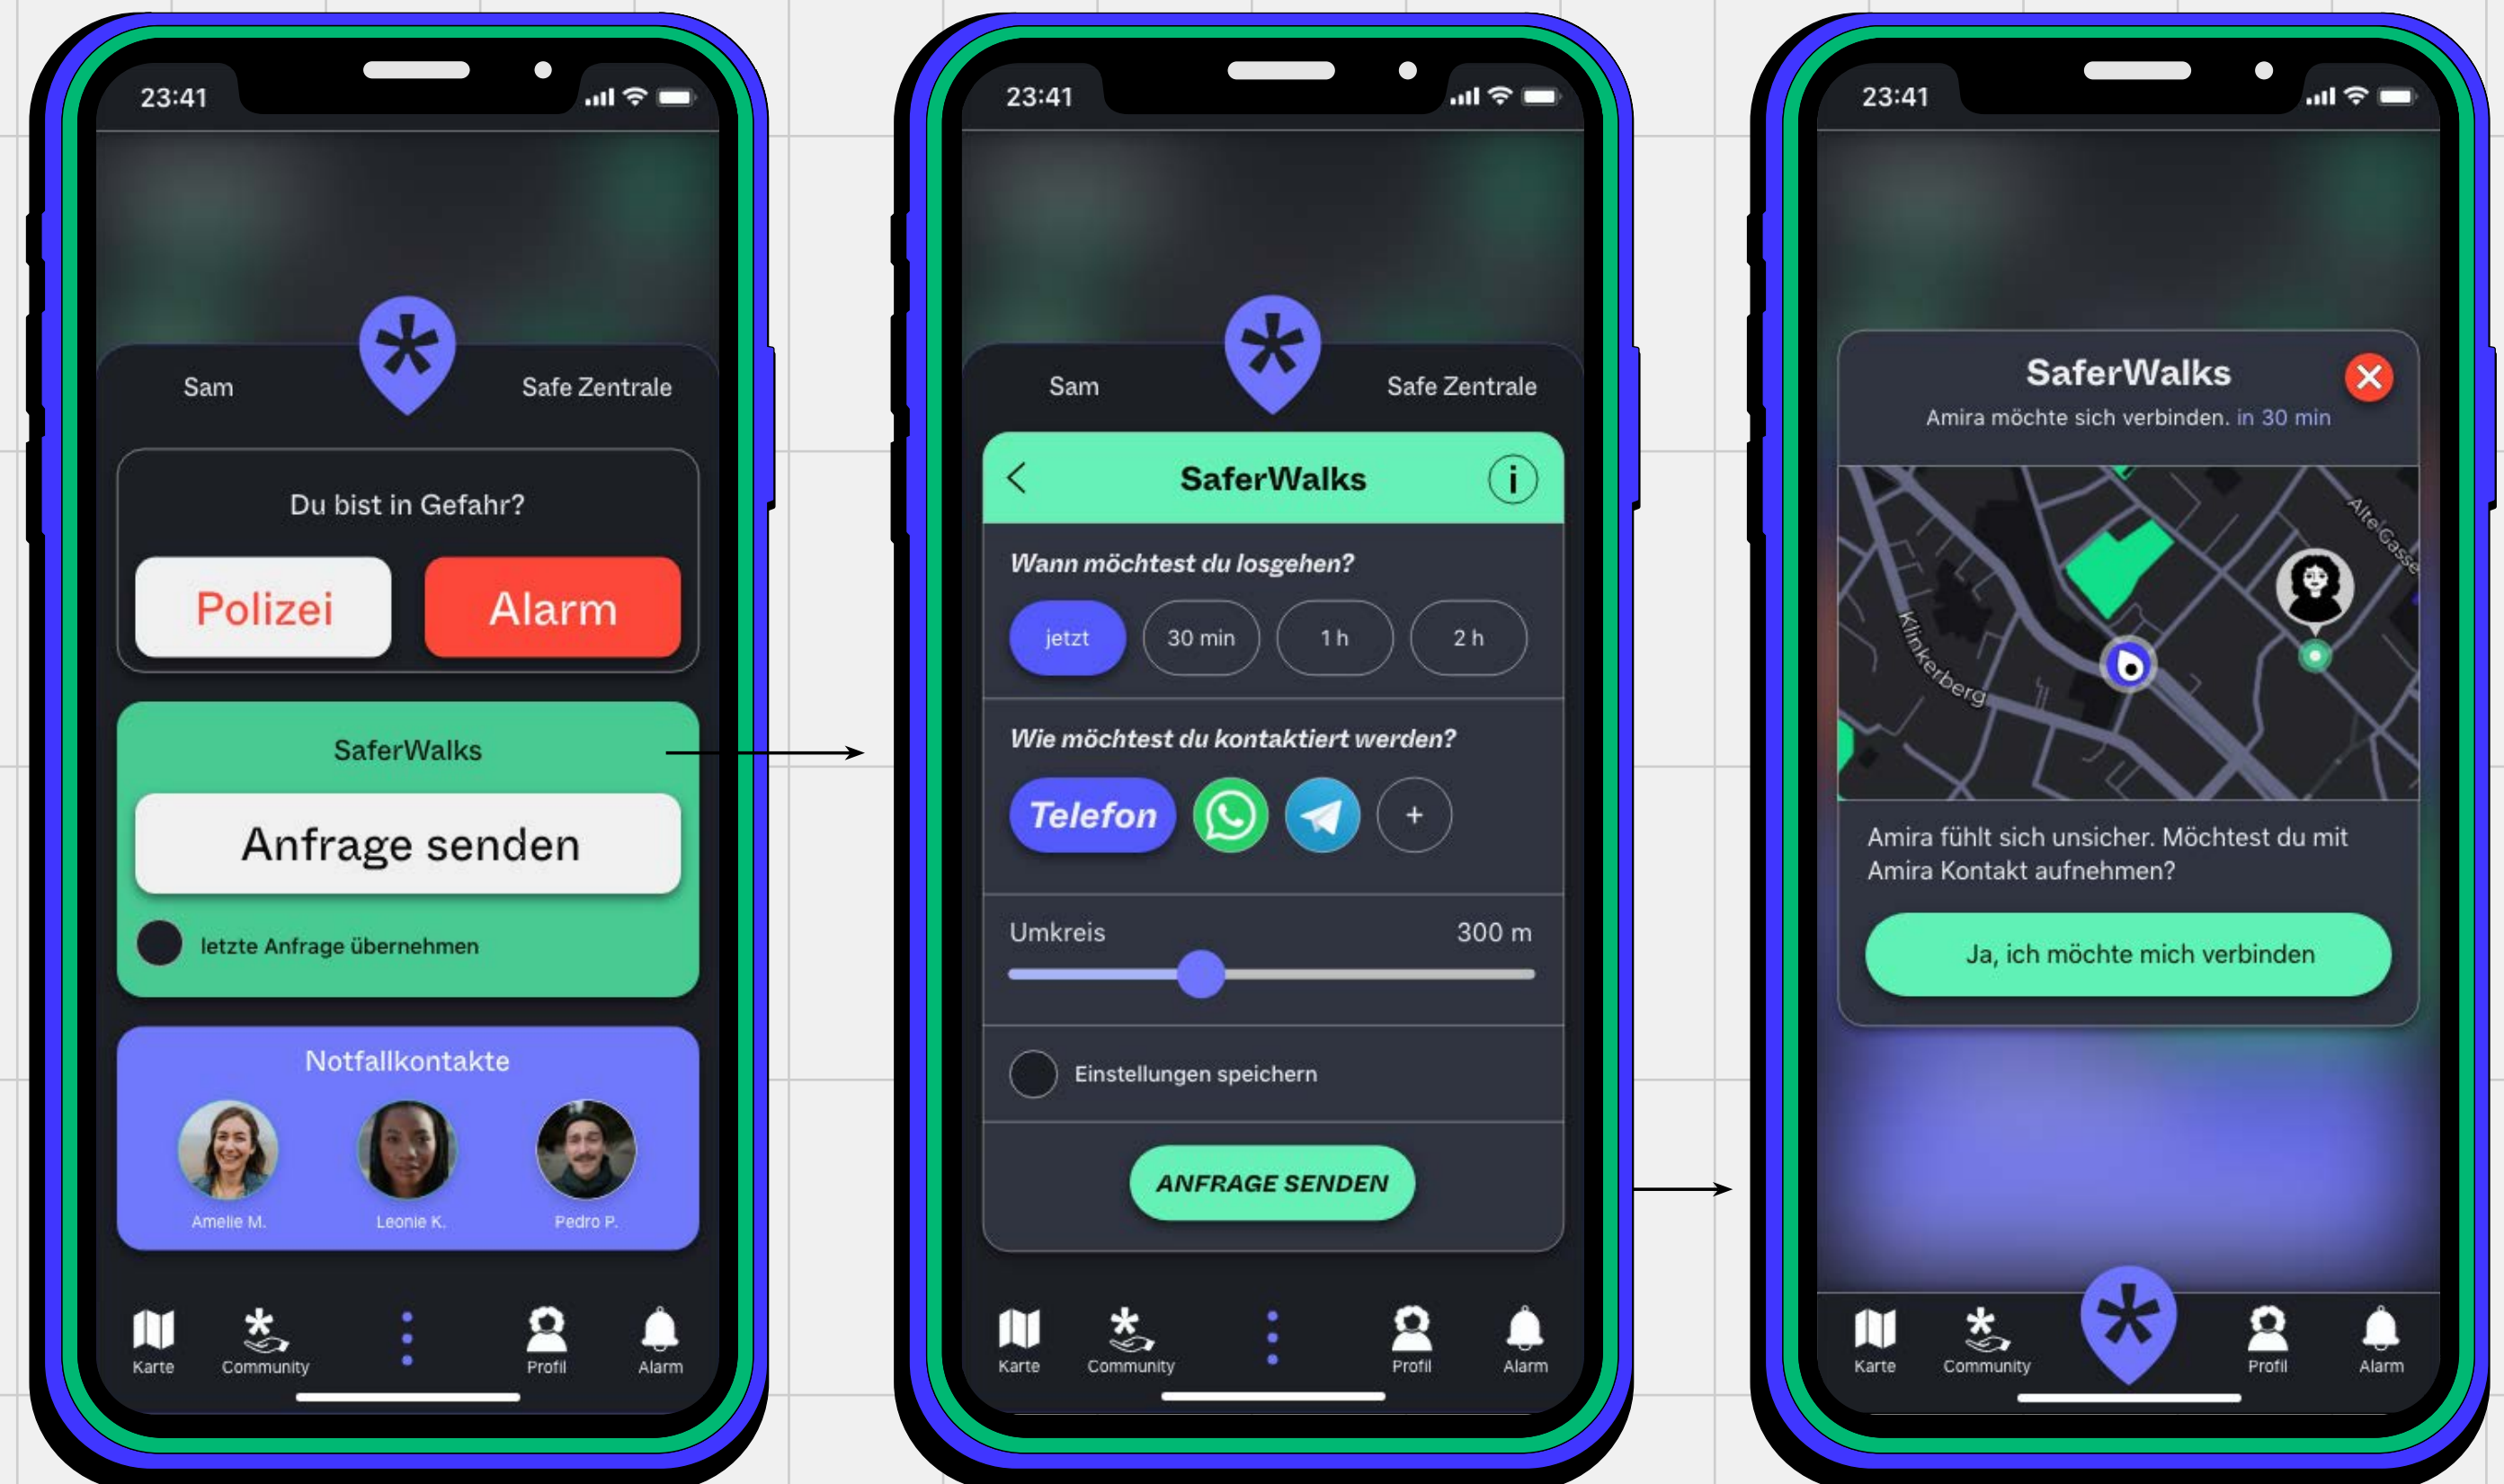 23:41
Sam
Safe Zentrale
Du bist in Gefahr?
Polizei
Alarm
SaferWalks
Anfrage senden
letzte Anfrage übernehmen
Notfallkontakte
Amelie M.
Leonie K.
Pedro P.
Karte
Community
Profil
Alarm
23:41
Sam
Safe Zentrale
SaferWalks
i
Wann möchtest du losgehen?
jetzt
30 min
1 h
2 h
Wie möchtest du kontaktiert werden?
Telefon
+
Umkreis
300 m
Einstellungen speichern
ANFRAGE SENDEN
Karte
Community
Profil
Alarm
23:41
SaferWalks
Amira möchte sich verbinden. in 30 min
Alte Gasse
Klinkerberg
Amira fühlt sich unsicher. Möchtest du mit
Amira Kontakt aufnehmen?
Ja, ich möchte mich verbinden
Karte
Community
Profil
Alarm